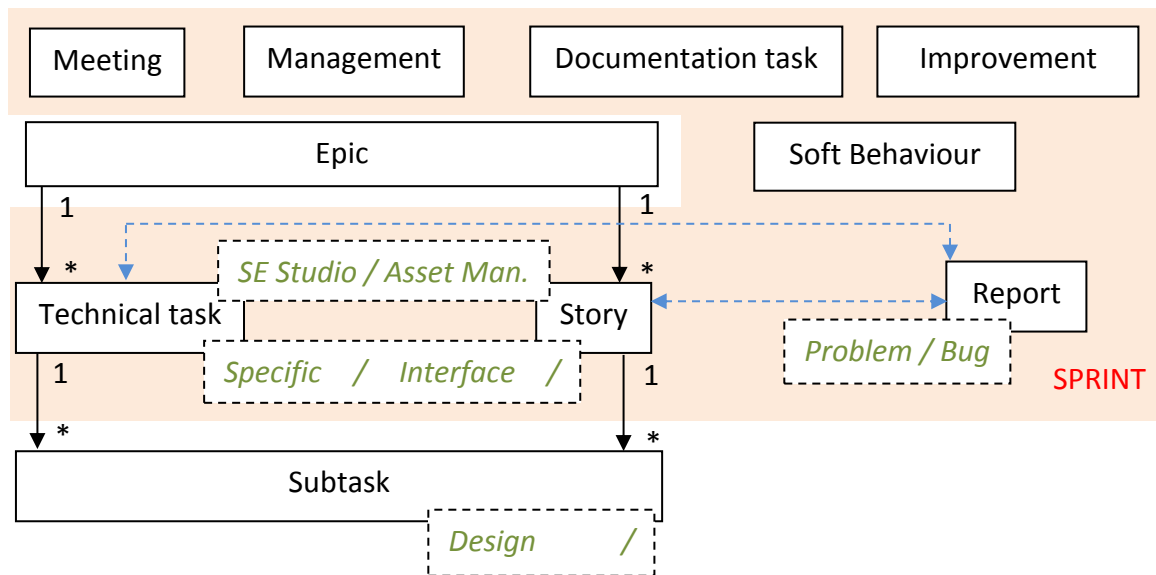 Meeting
Management
Documentation task
Improvement
Epic
Soft Behaviour
1
1
SE Studio / Asset Man.
*
*
Technical task
Story
Report
Specific / Interface /
Problem / Bug
1
1
SPRINT
*
*
Subtask
Design /